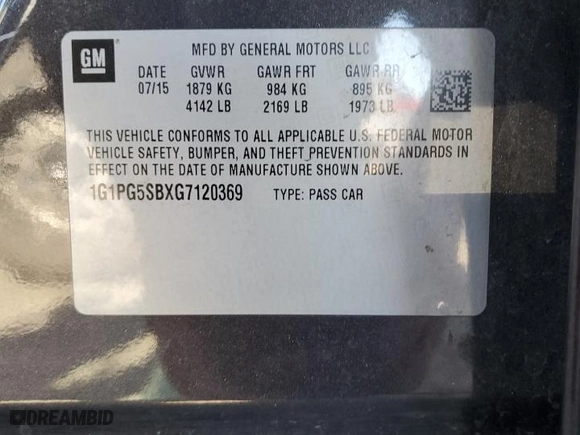 GM
MFD BY GENERAL MOTORS LLC
DATE GVWR GAWR FRT GAWR RR
07/15 1879 KG 984 KG 895 KG
4142 LB 2169 LB 1973 LB
THIS VEHICLE CONFORMS TO ALL APPLICABLE U.S. FEDERAL MOTOR
VEHICLE SAFETY, BUMPER, AND THEFT PREVENTION STANDARDS IN
EFFECT ON THE DATE OF MANUFACTURE SHOWN ABOVE.
1G1PG5SBXG7120369 TYPE: PASS CAR
DREAMBID